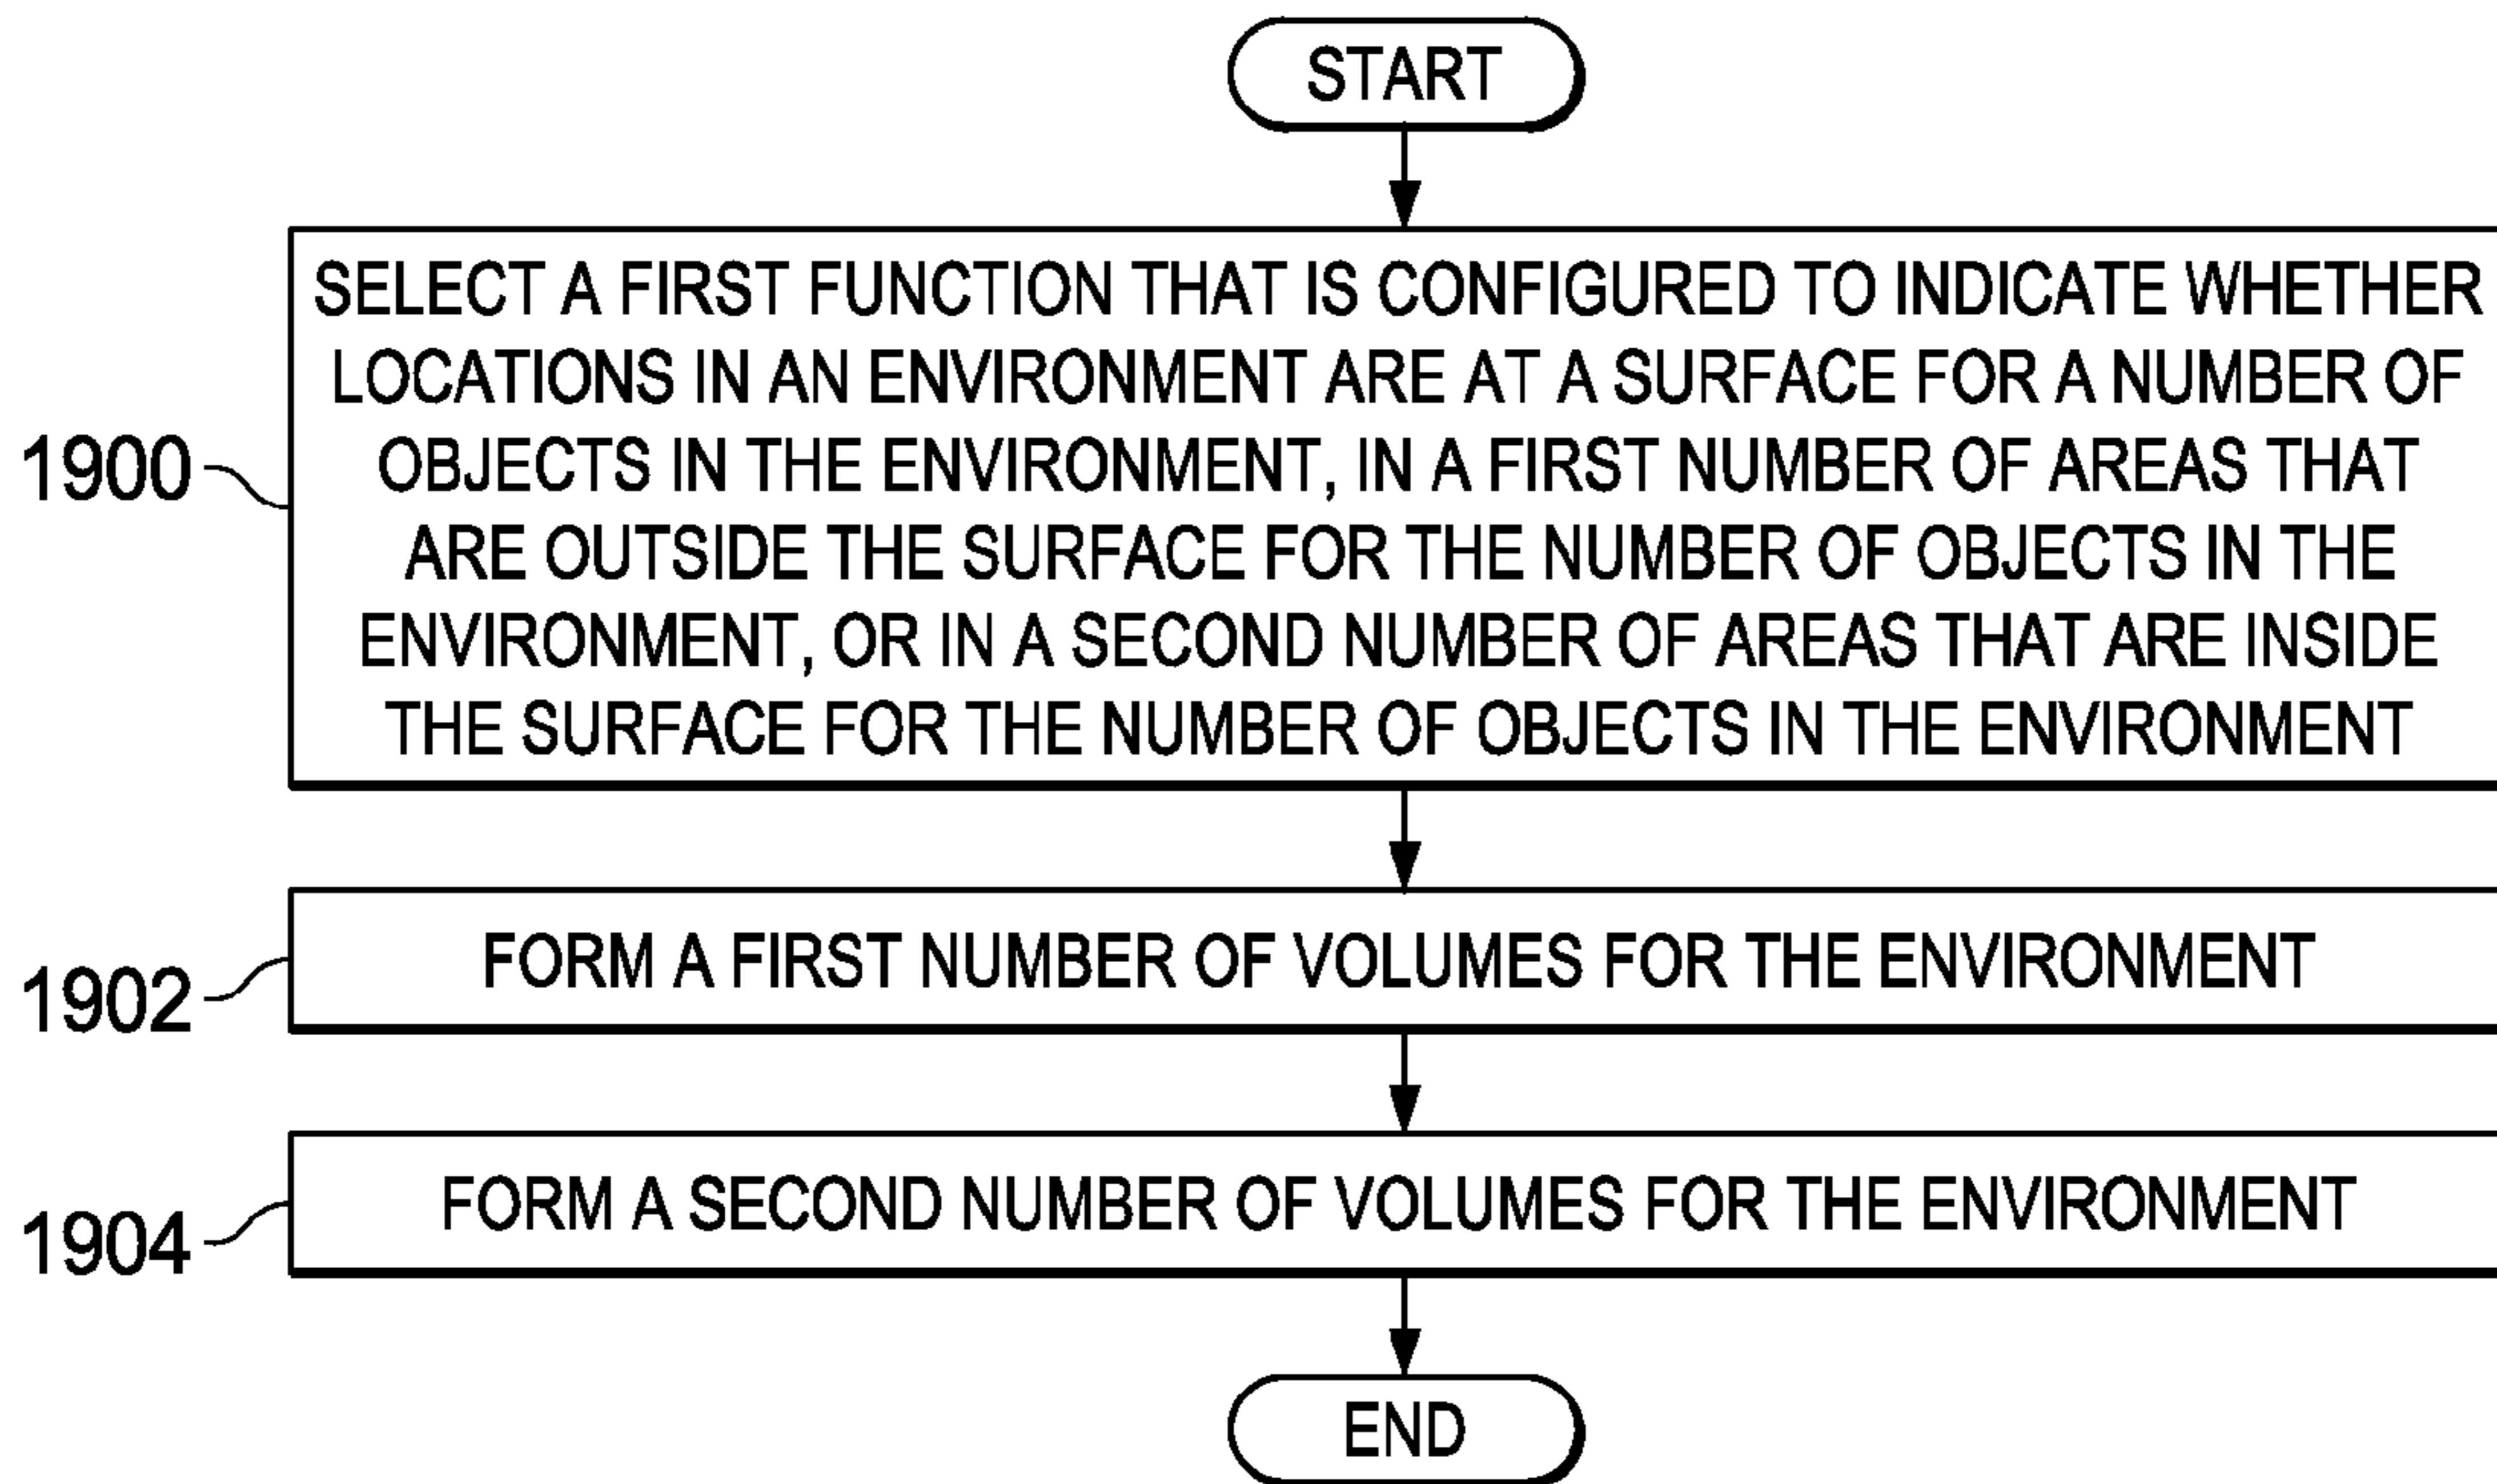 START
SELECT A FIRST FUNCTION THAT IS CONFIGURED TO INDICATE WHETHER
LOCATIONS IN AN ENVIRONMENT ARE AT A SURFACE FOR A NUMBER OF
OBJECTS IN THE ENVIRONMENT, IN A FIRST NUMBER OF AREAS THAT
ARE OUTSIDE THE SURFACE FOR THE NUMBER OF OBJECTS IN THE
ENVIRONMENT, OR IN A SECOND NUMBER OF AREAS THAT ARE INSIDE
THE SURFACE FOR THE NUMBER OF OBJECTS IN THE ENVIRONMENT
1900
FORM A FIRST NUMBER OF VOLUMES FOR THE ENVIRONMENT
1902
FORM A SECOND NUMBER OF VOLUMES FOR THE ENVIRONMENT
1904
END